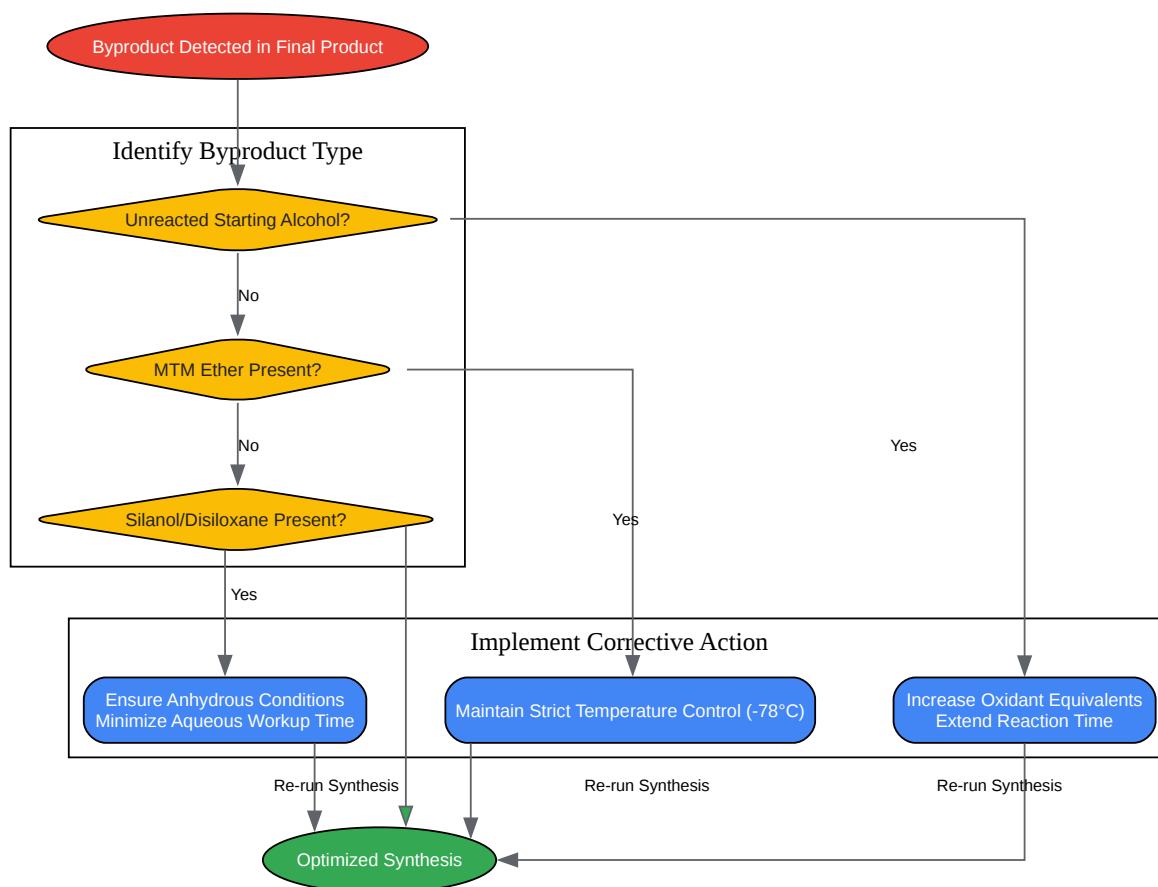 Byproduct Detected in Final Product
Identify Byproduct Type
Unreacted Starting Alcohol?
No
MTM Ether Present?
No
Yes
Silanol/Disiloxane Present?
Yes
Yes
Implement Corrective Action
Ensure Anhydrous Conditions
Minimize Aqueous Workup Time
Maintain Strict Temperature Control (-78°C)
Increase Oxidant Equivalents
Extend Reaction Time
Re-run Synthesis
Re-run Synthesis
Re-run Synthesis
Optimized Synthesis